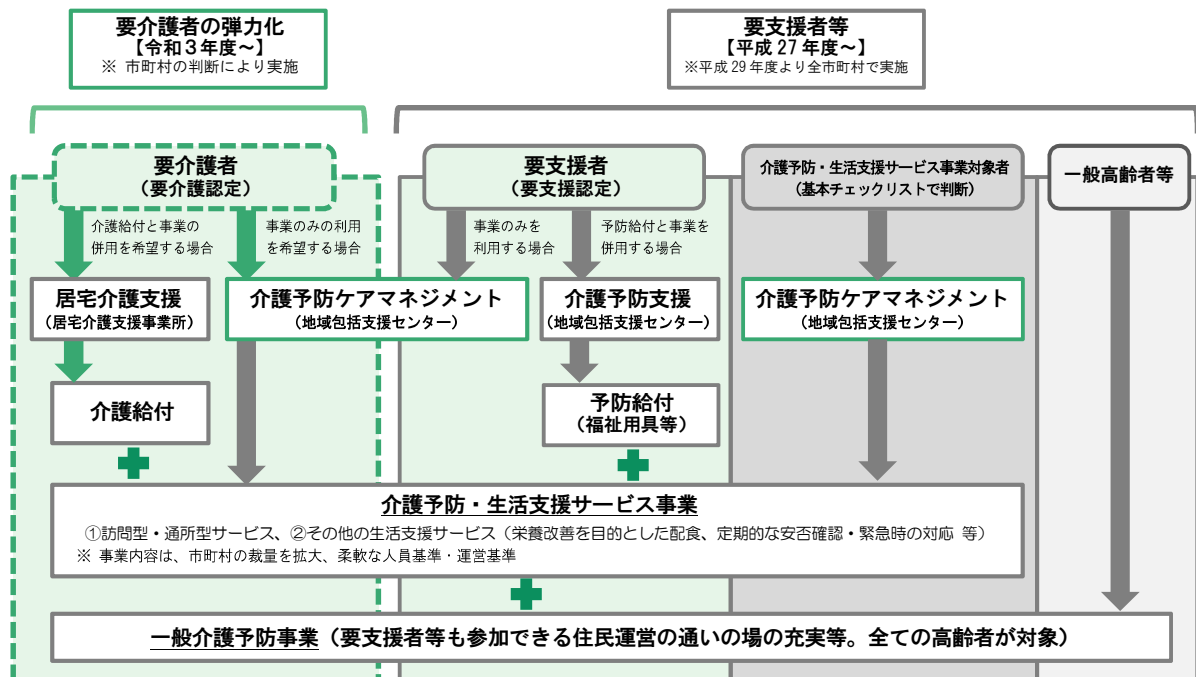 要介護者の弾力化
【令和３年度～】
※ 市町村の判断により実施
要支援者等
【平成 27 年度～】
※平成 29 年度より全市町村で実施
要介護者
（要介護認定）
要支援者
（要支援認定）
介護予防・生活支援サービス事業対象者
（基本チェックリストで判断）
一般高齢者等
介護給付と事業の
併用を希望する場合
事業のみの利用
を希望する場合
事業のみを
利用する場合
予防給付と事業を
併用する場合
居宅介護支援
（居宅介護支援事業所）
介護予防ケアマネジメント
（地域包括支援センター）
介護予防支援
（地域包括支援センター）
介護予防ケアマネジメント
（地域包括支援センター）
介護給付
予防給付
（福祉用具等）
介護予防・生活支援サービス事業
①訪問型・通所型サービス、②その他の生活支援サービス（栄養改善を目的とした配食、定期的な安否確認・緊急時の対応 等）
※ 事業内容は、市町村の裁量を拡大、柔軟な人員基準・運営基準
一般介護予防事業（要支援者等も参加できる住民運営の通いの場の充実等。全ての高齢者が対象）